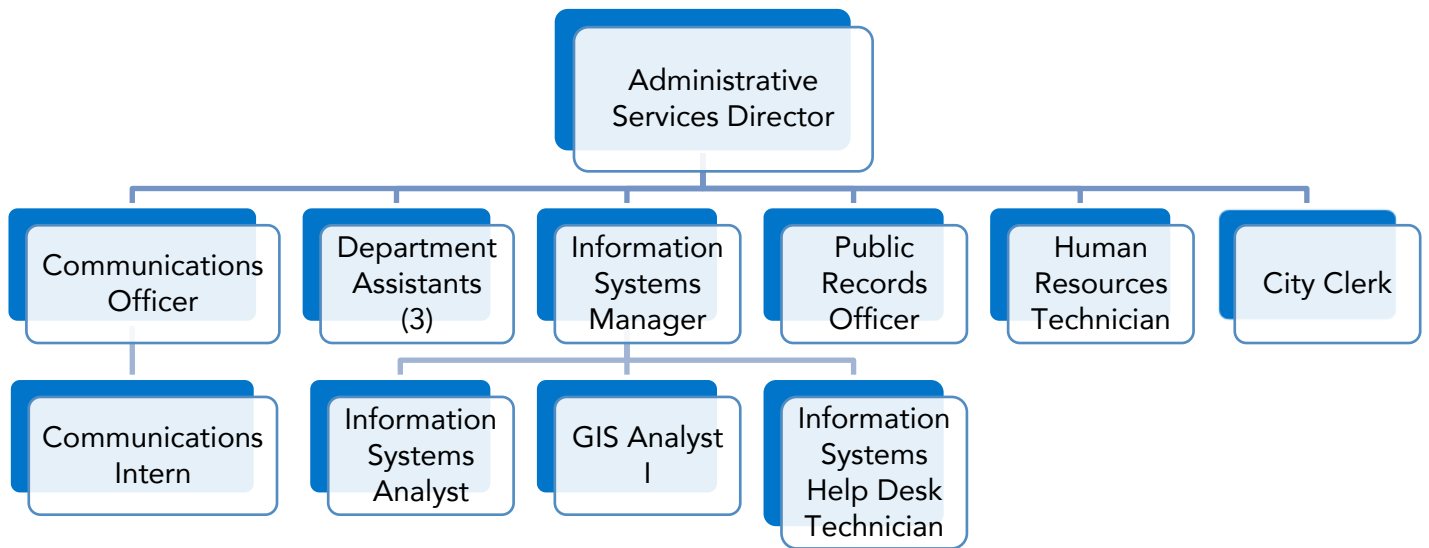 Administrative
Services Director
Communications
Officer
Department
Assistants
(3)
Information
Systems
Manager
Public
Records
Officer
Human
Resources
Technician
City Clerk
Communications
Intern
Information
Systems
Analyst
GIS Analyst
I
Information
Systems
Help Desk
Technician